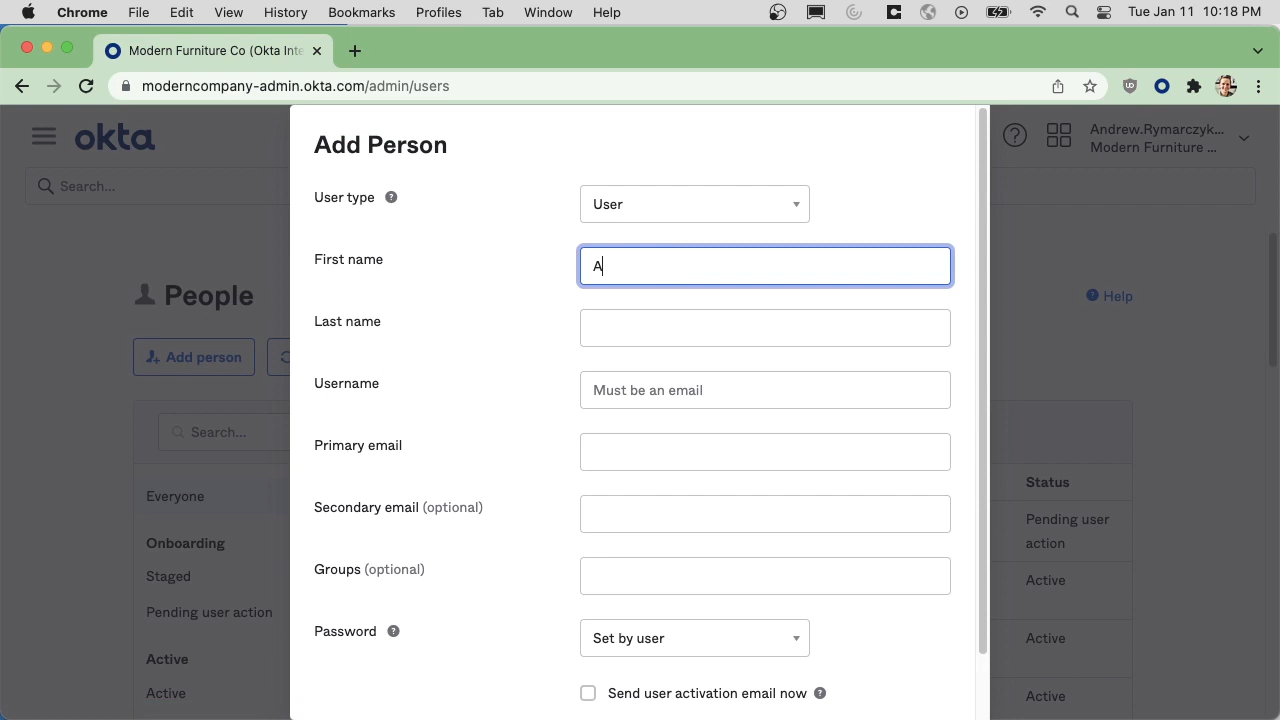 Chrome File Edit View History Bookmarks Profiles Tab Window Help Tue Jan 11 10:18 PM
Modern Furniture Co (Okta Inte
moderncompany-admin.okta.com/admin/users
okta
Andrew.Rymarczyk...
Modern Furniture ...
Search...
People
Help
Add person
Search...
Everyone
Onboarding
Staged
Pending user action
Active
Active
Add Person
User type
User
First name
A
Last name
Username
Must be an email
Primary email
Secondary email (optional)
Groups (optional)
Password
Set by user
Send user activation email now
Status
Pending user
action
Active
Active
Active